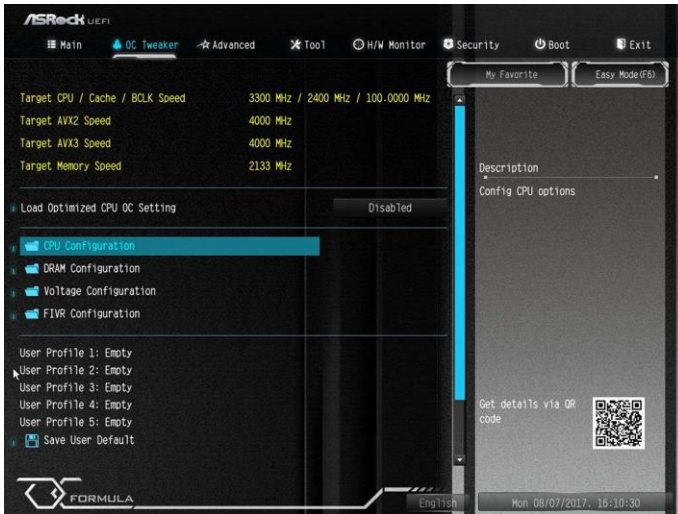 ASRock UEFI
Main OC Tweaker Advanced Tool H/W Monitor Security Boot Exit
My Favorite Easy Mode(F6)
Target CPU / Cache / BCLK Speed 3300 MHz / 2400 MHz / 100.0000 MHz
Target AVX2 Speed 4000 MHz
Target AVX3 Speed 4000 MHz
Target Memory Speed 2133 MHz
Load Optimized CPU OC Setting Disabled
CPU Configuration
DRAM Configuration
Voltage Configuration
FIVR Configuration
User Profile 1: Empty
User Profile 2: Empty
User Profile 3: Empty
User Profile 4: Empty
User Profile 5: Empty
Save User Default
Description
Config CPU options
Get details via QR
code
FORMULA
English
Mon 08/07/2017. 16:10:30